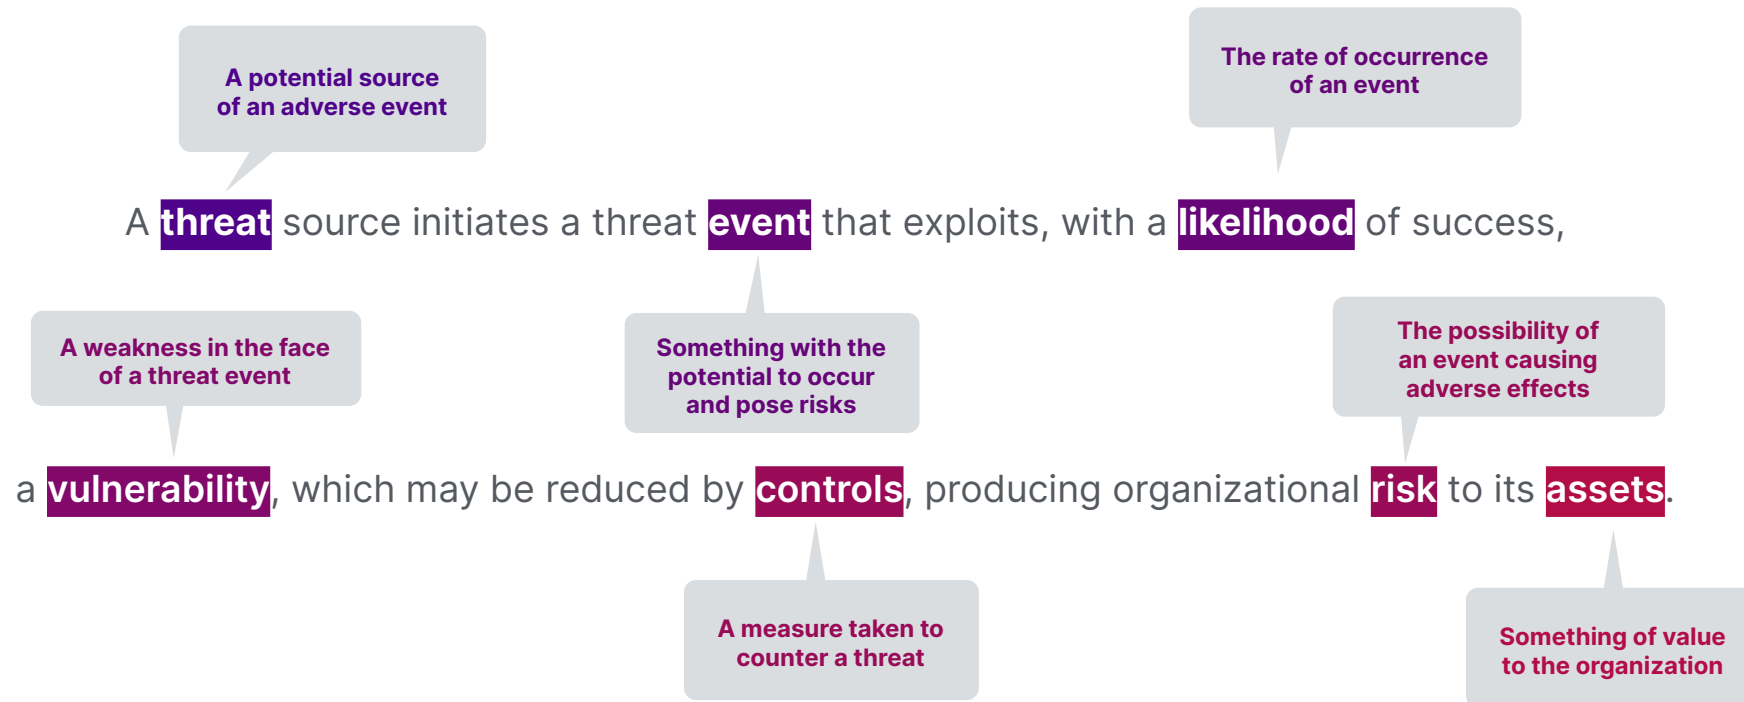 A potential source
of an adverse event
The rate of occurrence
of an event
A threat source initiates a threat event that exploits, with a likelihood of success,
A weakness in the face
of a threat event
Something with the
potential to occur
and pose risks
The possibility of
an event causing
adverse effects
a vulnerability, which may be reduced by controls, producing organizational risk to its assets.
A measure taken to
counter a threat
Something of value
to the organization